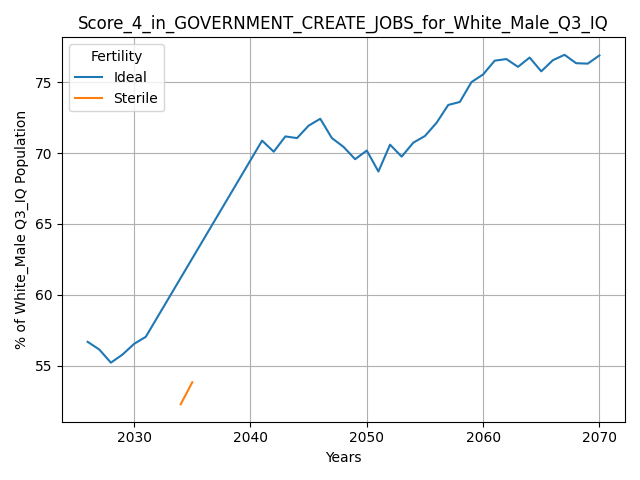 Score_4_in_GOVERNMENT_CREATE_JOBS_for_White_Male_Q3_IQ
Fertility
Ideal
Sterile
% of White_Male Q3_IQ Population
75
70
65
60
55
2030 2040 2050 2060 2070
Years